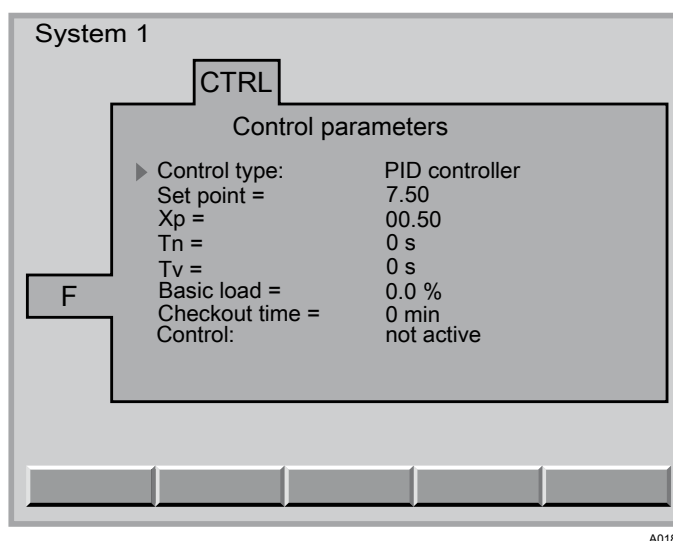 System 1
CTRL
Control parameters
Control type: PID controller
Set point = 7.50
Xp = 00.50
Tn = 0 s
Tv = 0 s
F
Basic load = 0.0 %
Checkout time = 0 min
Control: not active
A018